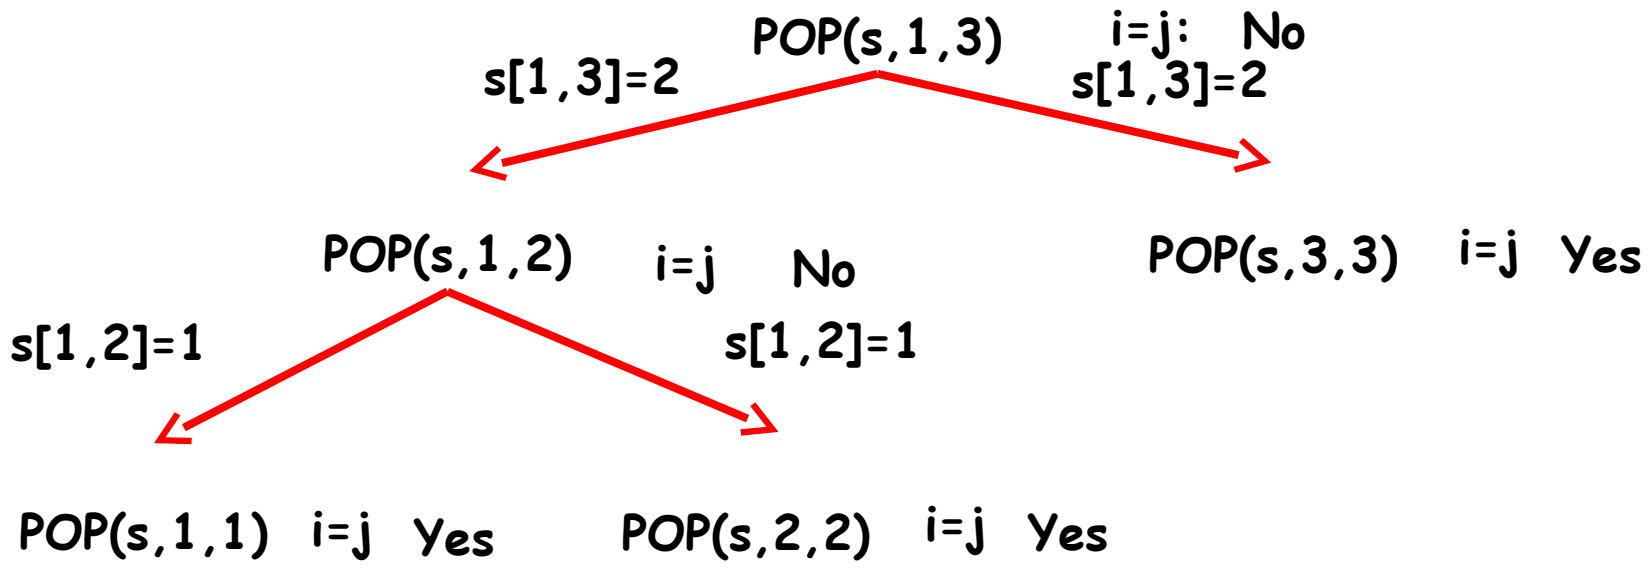 POP(s,1,3) i=j: No
s[1,3]=2 s[1,3]=2
POP(s,1,2) i=j No POP(s,3,3) i=j Yes
s[1,2]=1 s[1,2]=1
POP(s,1,1) i=j Yes POP(s,2,2) i=j Yes